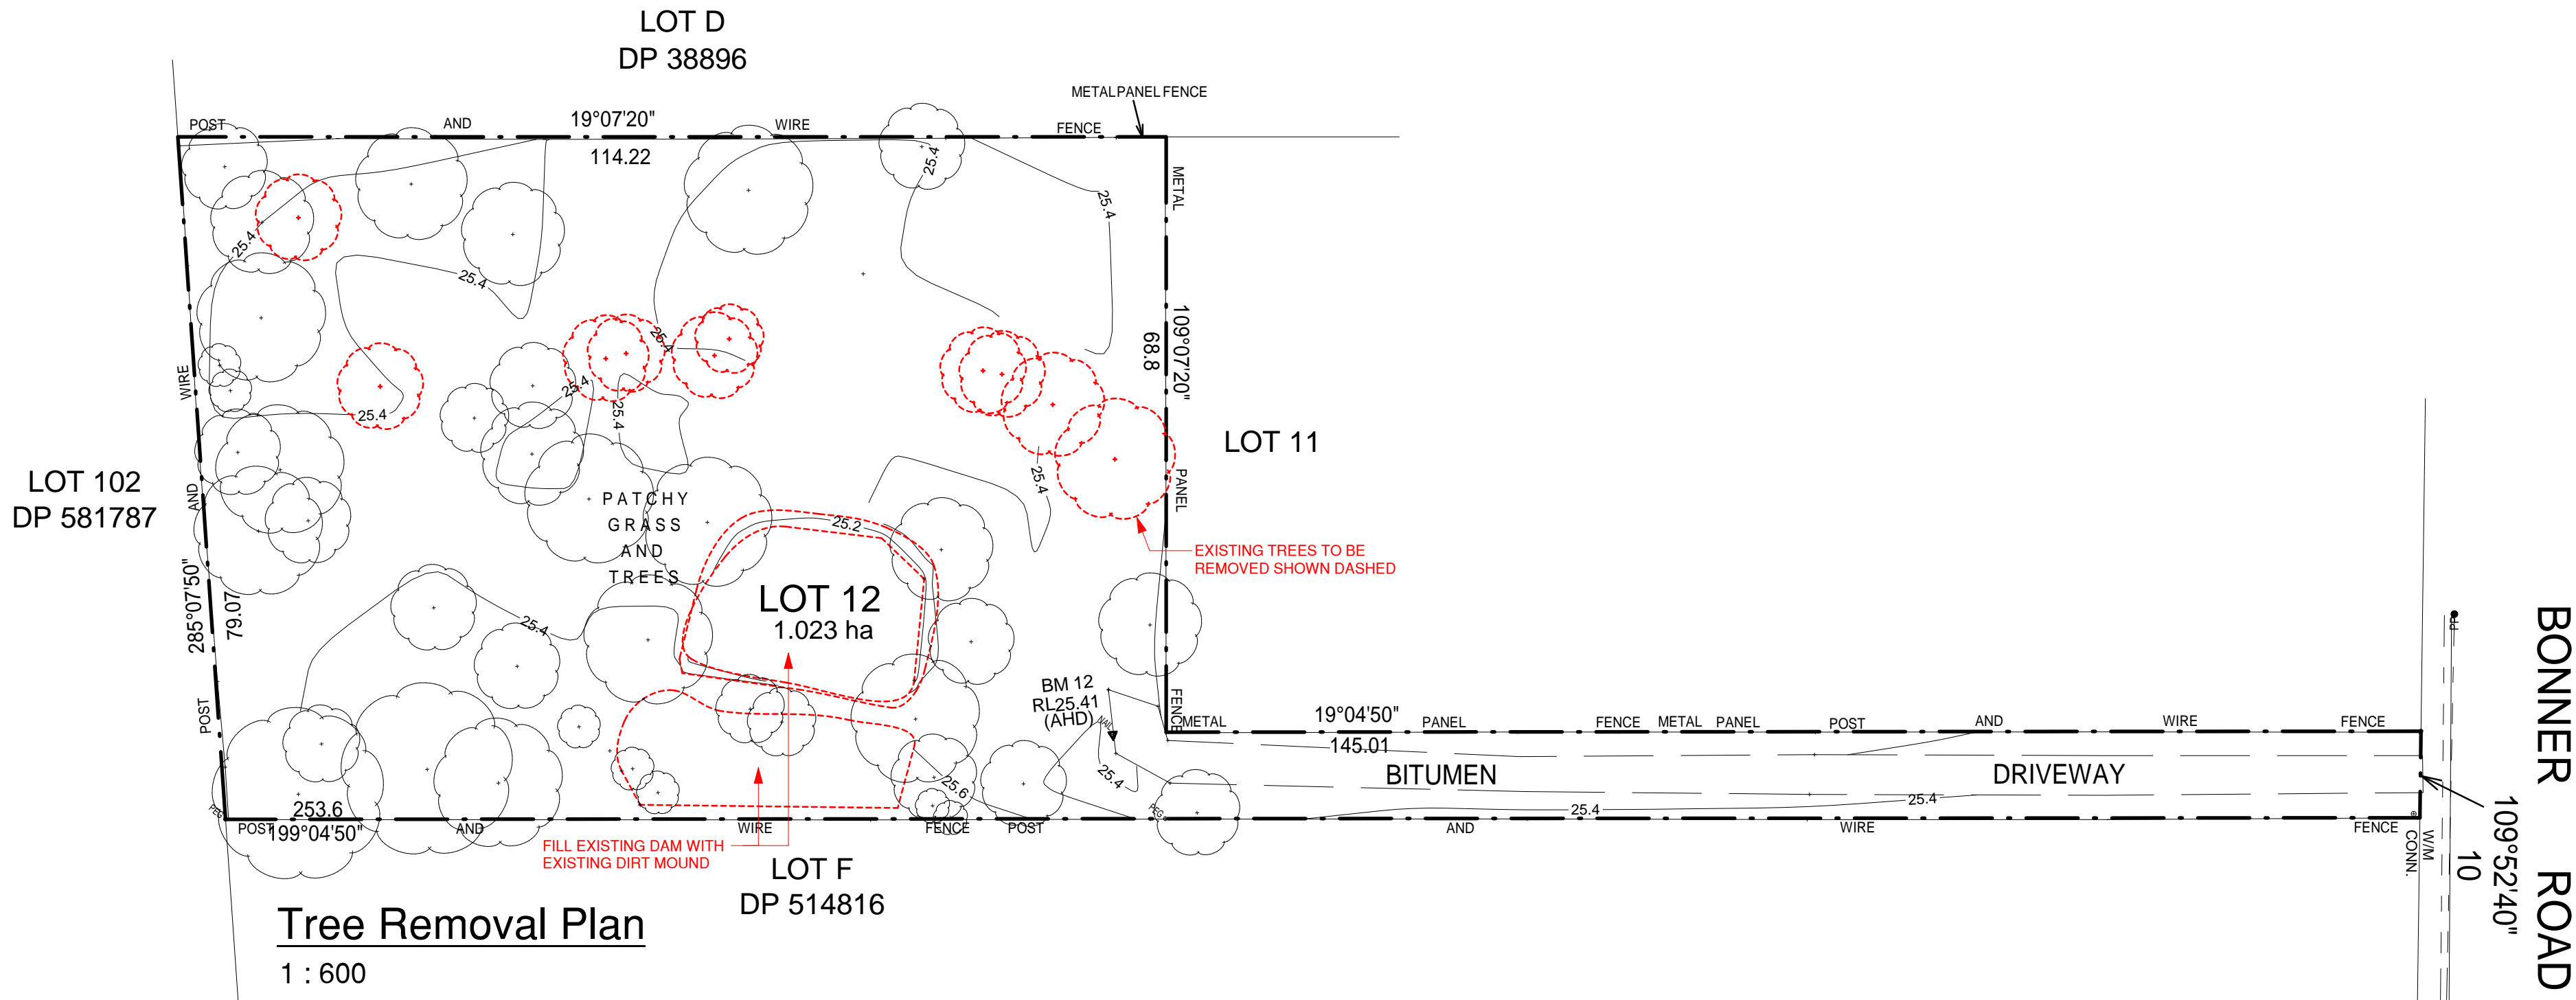 LOT D
DP 38896
METAL PANEL FENCE
POST AND 19°07'20" WIRE FENCE
114.22
25.4
25.4
METAL
25.4
25.4
109°07'20"
68.8
25.4
25.4
WIRE
25.4
25.4
25.4
LOT 11
25.4
LOT 102
DP 581787
AND
PANEL
PATCHY
GRASS
AND
TREES
25.2
EXISTING TREES TO BE
REMOVED SHOWN DASHED
285°07'50"
79.07
LOT 12
1.023 ha
25.4
PP
BM 12
RL25.41
(AHD)
NAIL
POST
FENCE
METAL 19°04'50" PANEL FENCE METAL PANEL POST AND WIRE FENCE
145.01
BITUMEN DRIVEWAY
25.4
25.6
25.4
25.4
PEG
PEG
253.6
POST 199°04'50" AND WIRE FENCE POST AND WIRE FENCE
W/M
CONN.
10
109°52'40"
BONNER ROAD
FILL EXISTING DAM WITH
EXISTING DIRT MOUND
LOT F
DP 514816
Tree Removal Plan
1 : 600